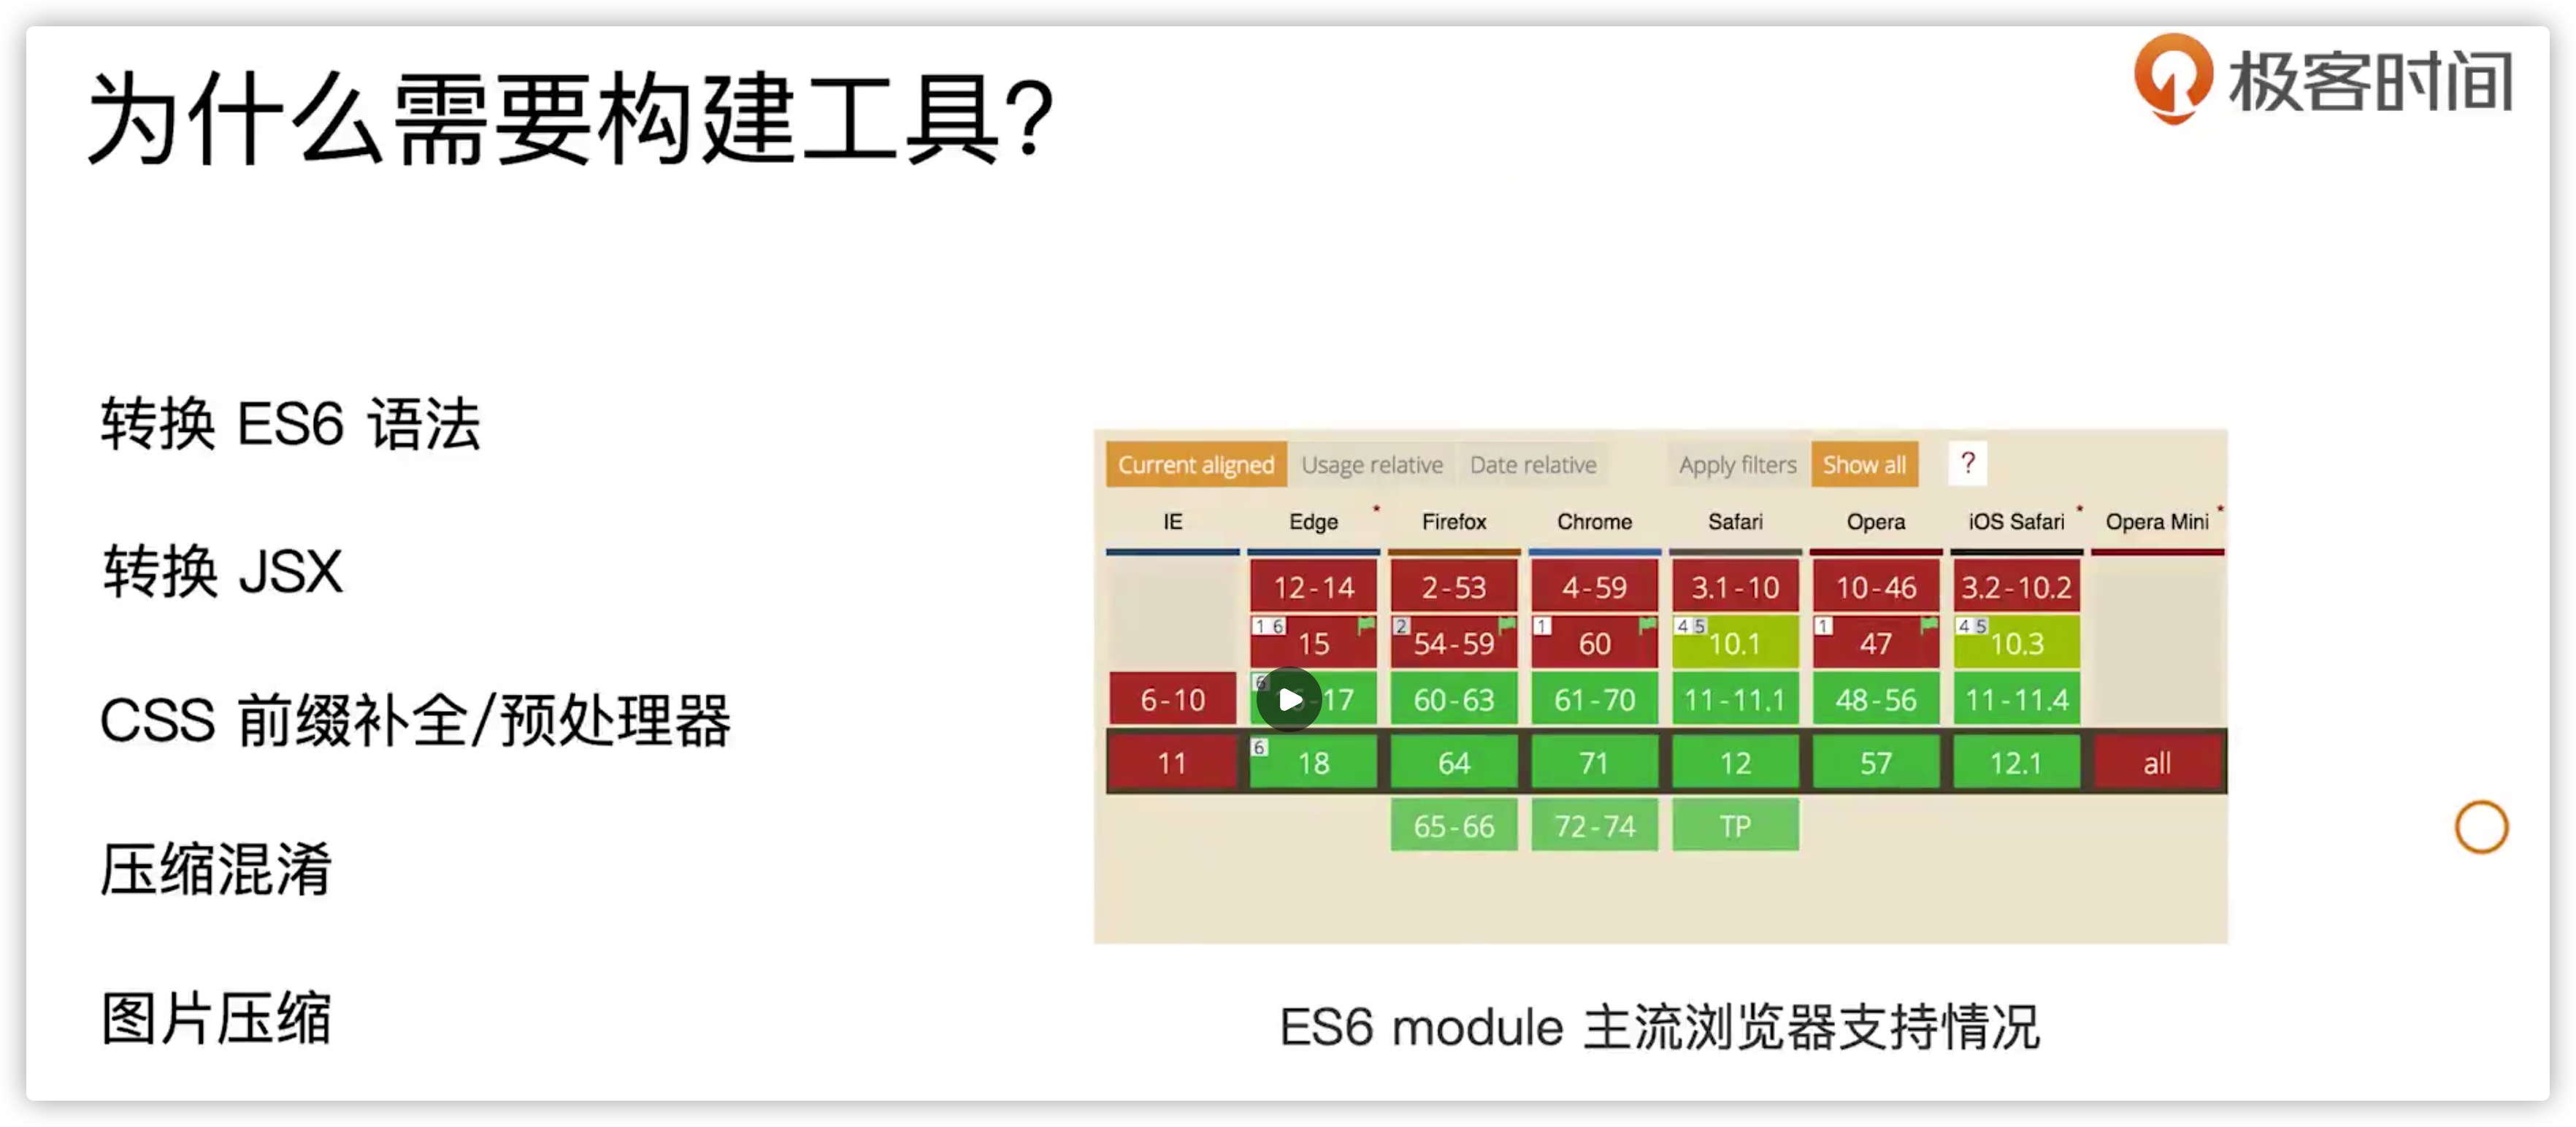 为什么需要构建工具?
极客时间
转换 ES6 语法
转换 JSX
CSS 前缀补全/预处理器
压缩混淆
图片压缩
Current aligned Usage relative Date relative Apply filters Show all ?
IE Edge * Firefox Chrome Safari Opera iOS Safari * Opera Mini *
12-14 2-53 4-59 3.1-10 10-46 3.2-10.2
1 6 15 2 54-59 1 60 4 5 10.1 1 47 4 5 10.3
6-10 6 -17 60-63 61-70 11-11.1 48-56 11-11.4
11 6 18 64 71 12 57 12.1 all
65-66 72-74 TP
ES6 module 主流浏览器支持情况